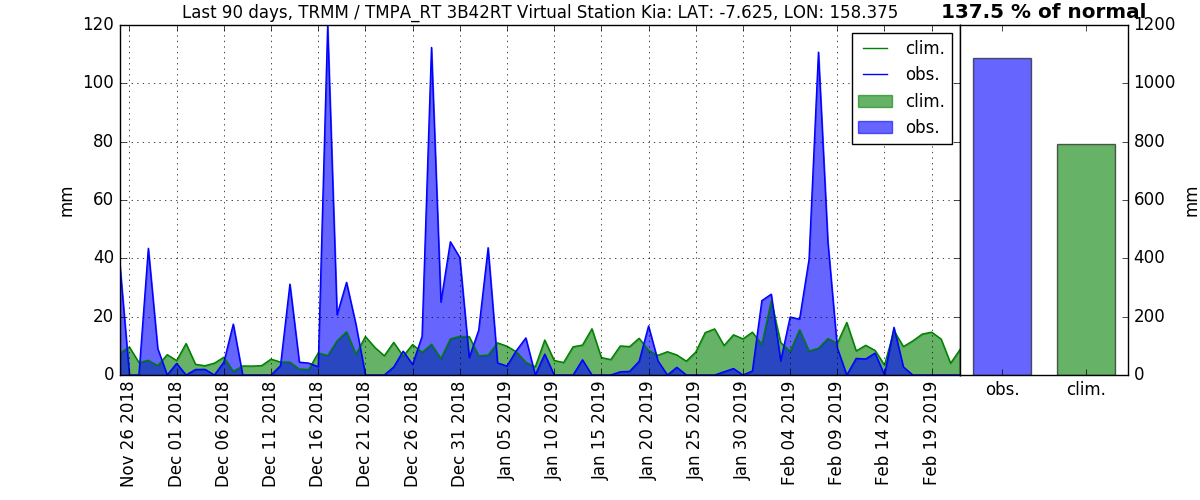 Last 90 days, TRMM / TMPA_RT 3B42RT Virtual Station Kia: LAT: -7.625, LON: 158.375
137.5 % of normal
120
100
80
60
40
20
0
mm
clim.
obs.
clim.
obs.
Nov 26 2018
Dec 01 2018
Dec 06 2018
Dec 11 2018
Dec 16 2018
Dec 21 2018
Dec 26 2018
Dec 31 2018
Jan 05 2019
Jan 10 2019
Jan 15 2019
Jan 20 2019
Jan 25 2019
Jan 30 2019
Feb 04 2019
Feb 09 2019
Feb 14 2019
Feb 19 2019
obs.
clim.
1200
1000
800
600
400
200
0
mm